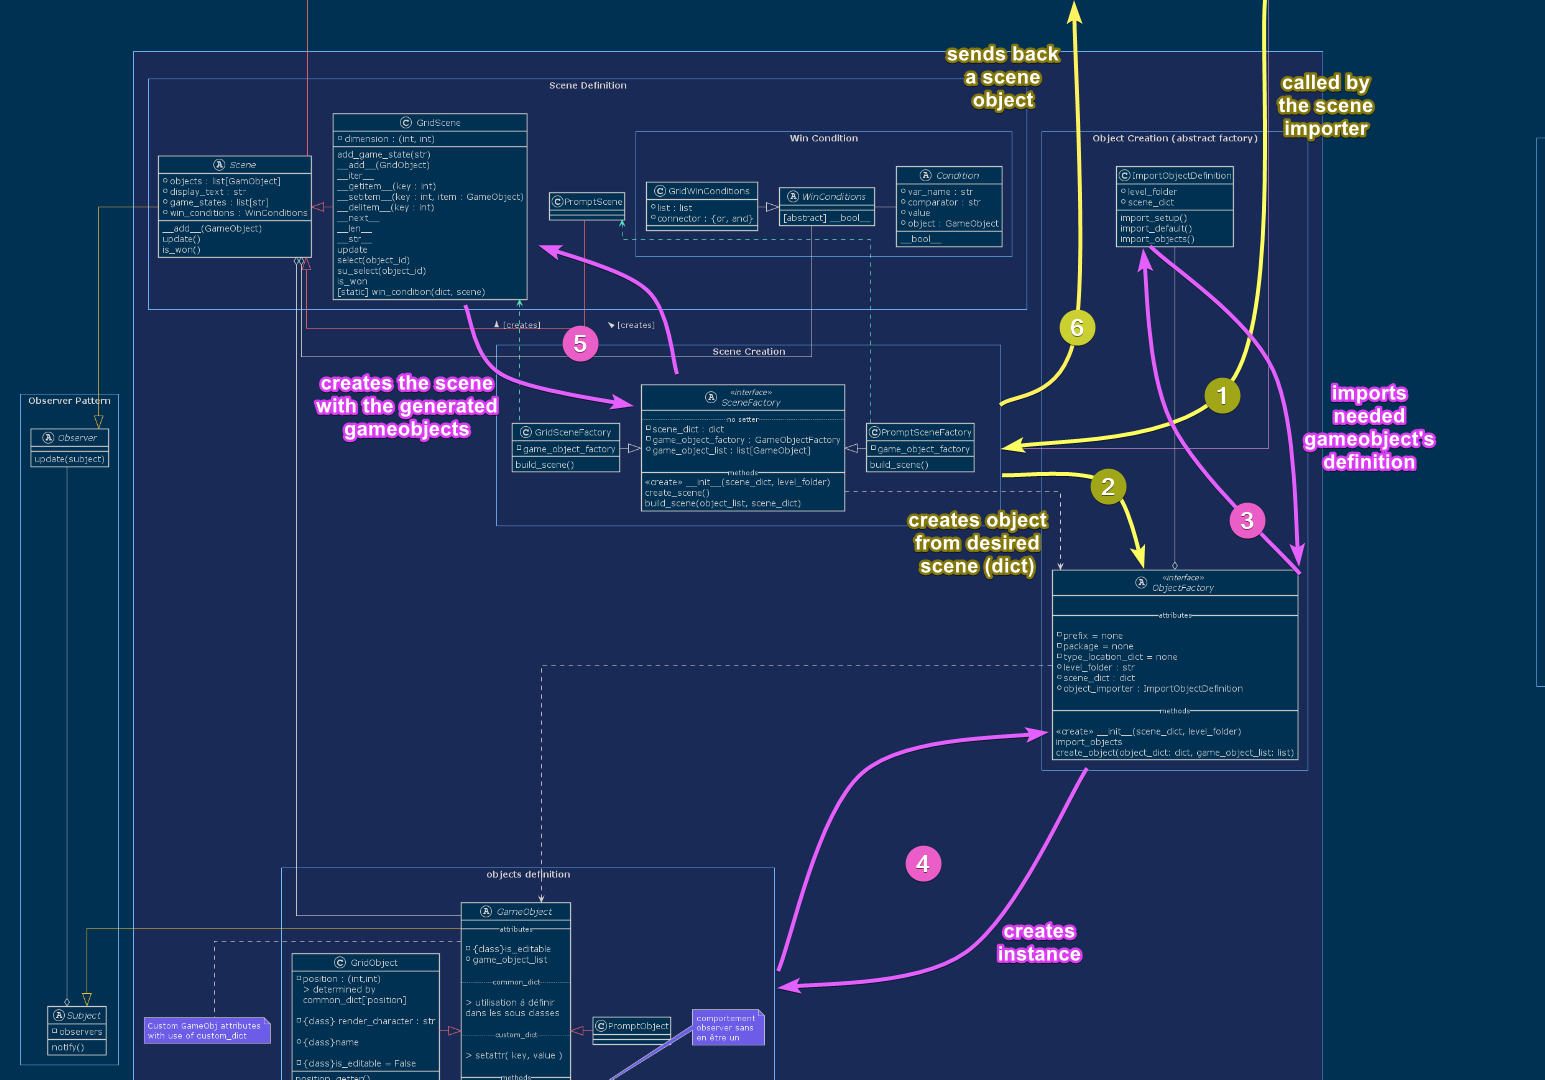 sends back
a scene
object
called by
the scene
importer
Scene Definition
C GridScene
dimension : (int, int)
add_game_state(str)
__add__(GridObject)
__iter__
__getitem__(key : int)
__setitem__(key : int, item : GameObject)
__delitem__(key : int)
__next__
__len__
__str__
update
select(object_id)
su_select(object_id)
is_won
[static] win_condition(dict, scene)
A Scene
objects : list[GamObject]
display_text : str
game_states : list[str]
win_conditions : WinConditions
__add__(GameObject)
update()
is_won()
C PromptScene
Win Condition
C GridWinConditions
list : list
connector : {or, and}
A WinConditions
[abstract] __bool__
A Condition
var_name : str
comparator : str
value
object : GameObject
__bool__
Object Creation (abstract factory)
C ImportObjectDefinition
level_folder
scene_dict
import_setup()
import_default()
import_objects()
[creates]
[creates]
5
6
1
creates the scene
with the generated
gameobjects
imports
needed
gameobject's
definition
Scene Creation
«interface»
A SceneFactory
no setter
scene_dict : dict
game_object_factory : GameObjectFactory
game_object_list : list[GameObject]
methods
«create» __init__(scene_dict, level_folder)
create_scene()
build_scene(object_list, scene_dict)
C GridSceneFactory
game_object_factory
build_scene()
C PromptSceneFactory
game_object_factory
build_scene()
Observer Pattern
A Observer
update(subject)
2
3
creates object
from desired
scene (dict)
«interface»
A ObjectFactory
attributes
prefix = none
package = none
type_location_dict = none
level_folder : str
scene_dict : dict
object_importer : ImportObjectDefinition
methods
«create» __init__(scene_dict, level_folder)
import_objects
create_object(object_dict: dict, game_object_list: list)
4
creates
instance
objects definition
A GameObject
attributes
{class}is_editable
game_object_list
common_dict
> utilisation à définir
dans les sous classes
custom_dict
> setattr( key, value )
methods
C GridObject
position : (int,int)
> determined by
common_dict['position]
{class} render_character : str
{class}name
{class}is_editable = False
position_getter()
C PromptObject
comportement
observer sans
en être un
Custom GameObj attributes
with use of custom_dict
A Subject
observers
notify()